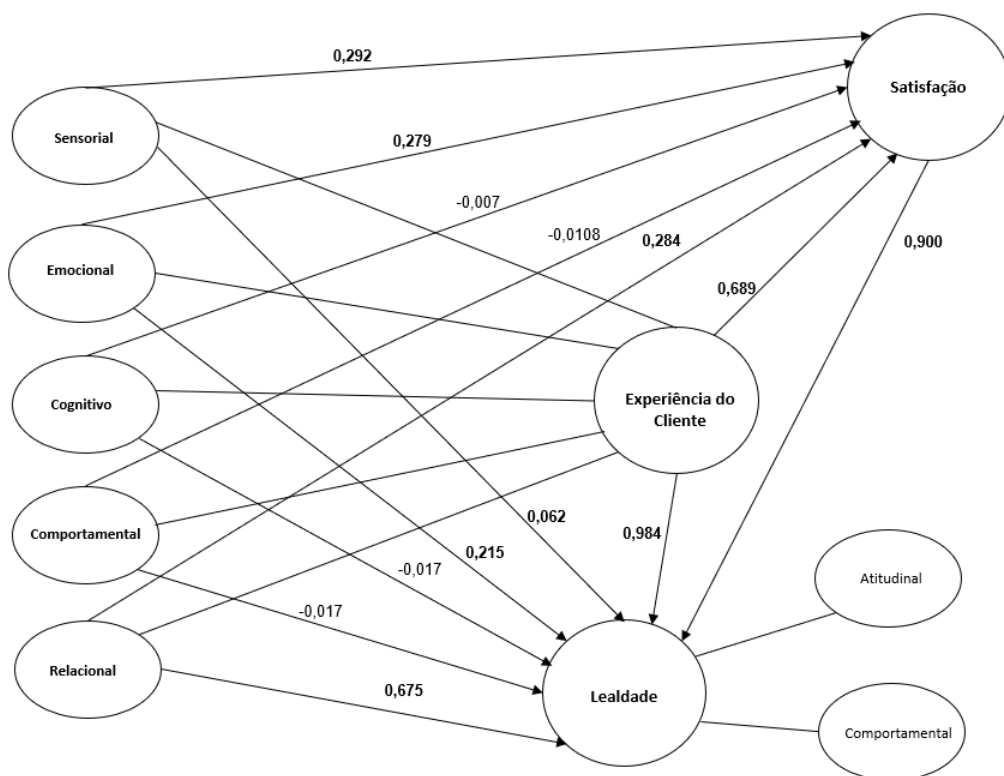 0,292
Satisfação
Sensorial
0,279
-0,007
-0,0108
0,284
0,900
Emocional
0,689
Cognitivo
Experiência do
Cliente
Comportamental
0,062
0,984
0,215
-0,017
Atitudinal
-0,017
Relacional
0,675
Lealdade
Comportamental